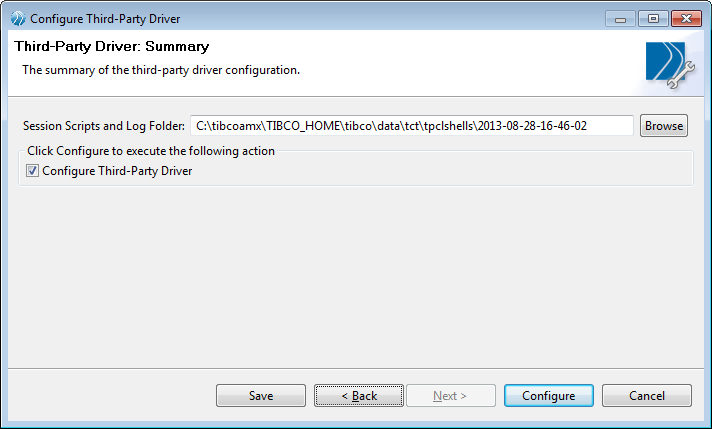 Configure Third-Party Driver
Third-Party Driver: Summary
The summary of the third-party driver configuration.
Session Scripts and Log Folder: C:\tibcoamx\TIBCO_HOME\tibco\data\tct\tpclshells\2013-08-28-16-46-02 Browse
Click Configure to execute the following action
Configure Third-Party Driver
Save < Back Next > Configure Cancel